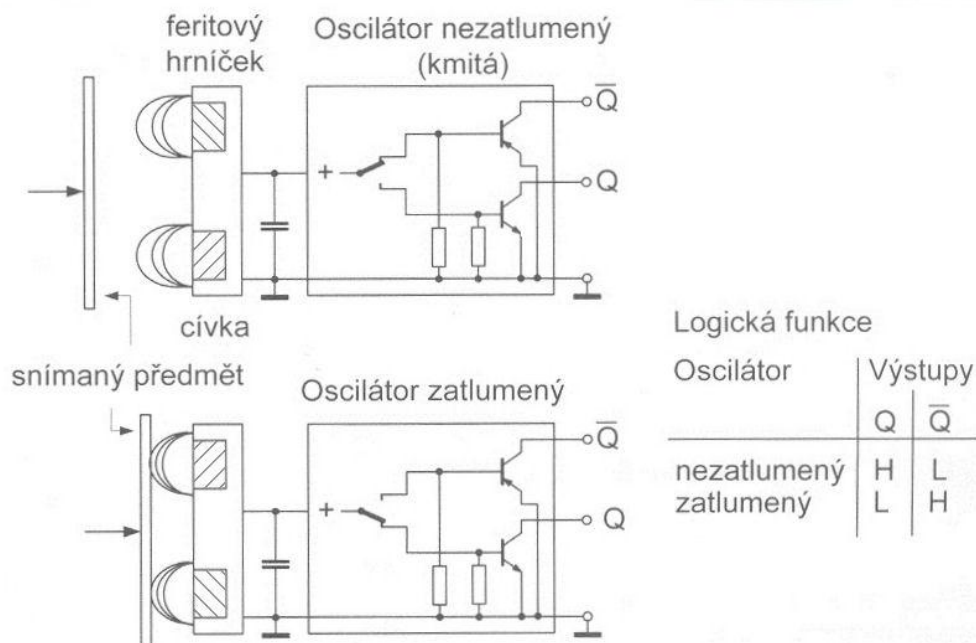 feritový
hrníček
Oscilátor nezatlumený
(kmitá)
Q̅
+
Q
cívka
snímaný předmět
Oscilátor zatlumený
Q̅
+
Q
Logická funkce
Oscilátor Výstupy
Q Q̅
nezatlumený H L
zatlumený L H